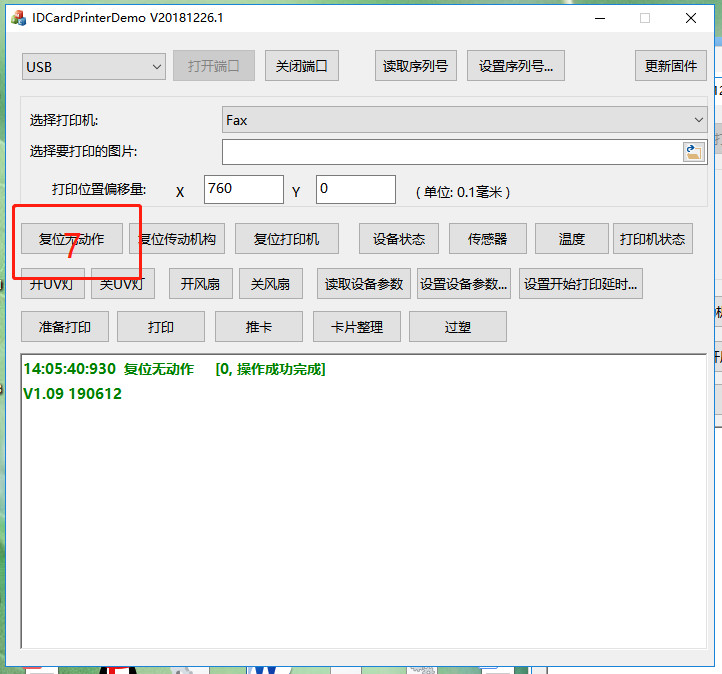 IDCardPrinterDemo V20181226.1
USB 打开端口 关闭端口 读取序列号 设置序列号... 更新固件
选择打印机: Fax
选择要打印的图片:
打印位置偏移量: X 760 Y 0 (单位: 0.1毫米)
复位无动作 复位传动机构 复位打印机 设备状态 传感器 温度 打印机状态
7
开UV灯 关UV灯 开风扇 关风扇 读取设备参数 设置设备参数... 设置开始打印延时...
准备打印 打印 推卡 卡片整理 过塑
14:05:40:930 复位无动作 [0, 操作成功完成]
V1.09 190612